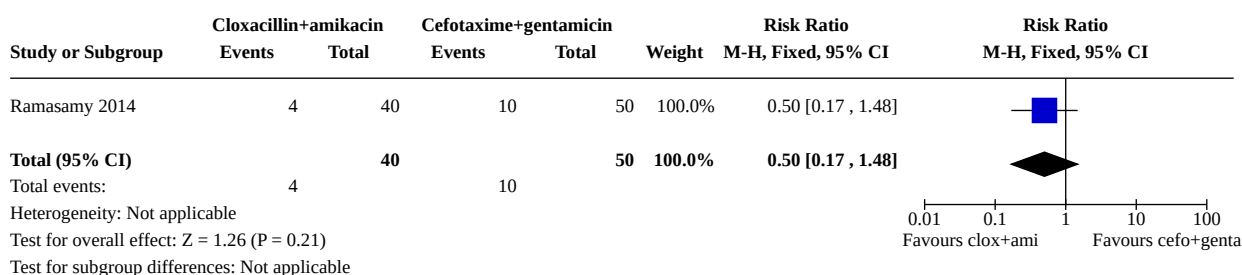 Cloxacillin+amikacin Cefotaxime+gentamicin Risk Ratio Risk Ratio
Study or Subgroup Events Total Events Total Weight M-H, Fixed, 95% CI M-H, Fixed, 95% CI
Ramasamy 2014 4 40 10 50 100.0% 0.50 [0.17 , 1.48]
Total (95% CI) 40 50 100.0% 0.50 [0.17 , 1.48]
Total events: 4 10
Heterogeneity: Not applicable
0.01 0.1 1 10 100
Test for overall effect: Z = 1.26 (P = 0.21)
Favours clox+ami Favours cefo+genta
Test for subgroup differences: Not applicable